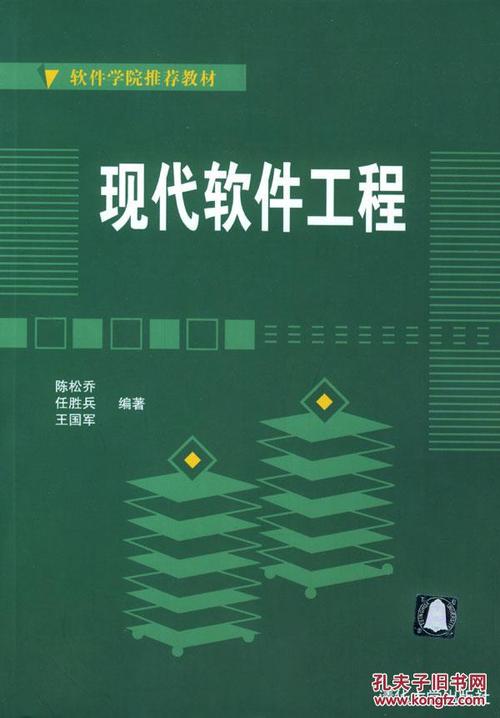 软件学院推荐教材
现代软件工程
陈松乔
任胜兵 编著
王国军
孔夫子旧书网
www.kongfz.com